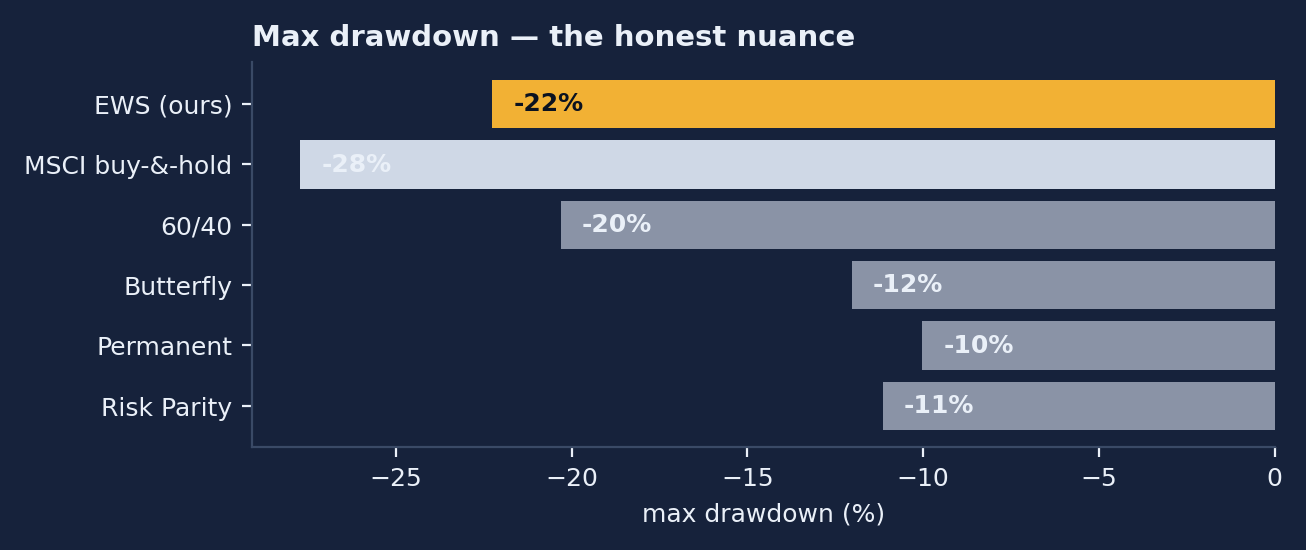 Max drawdown — the honest nuance
EWS (ours)
-22%
MSCI buy-&-hold
-28%
60/40
-20%
Butterfly
-12%
Permanent
-10%
Risk Parity
-11%
−25 −20 −15 −10 −5 0
max drawdown (%)